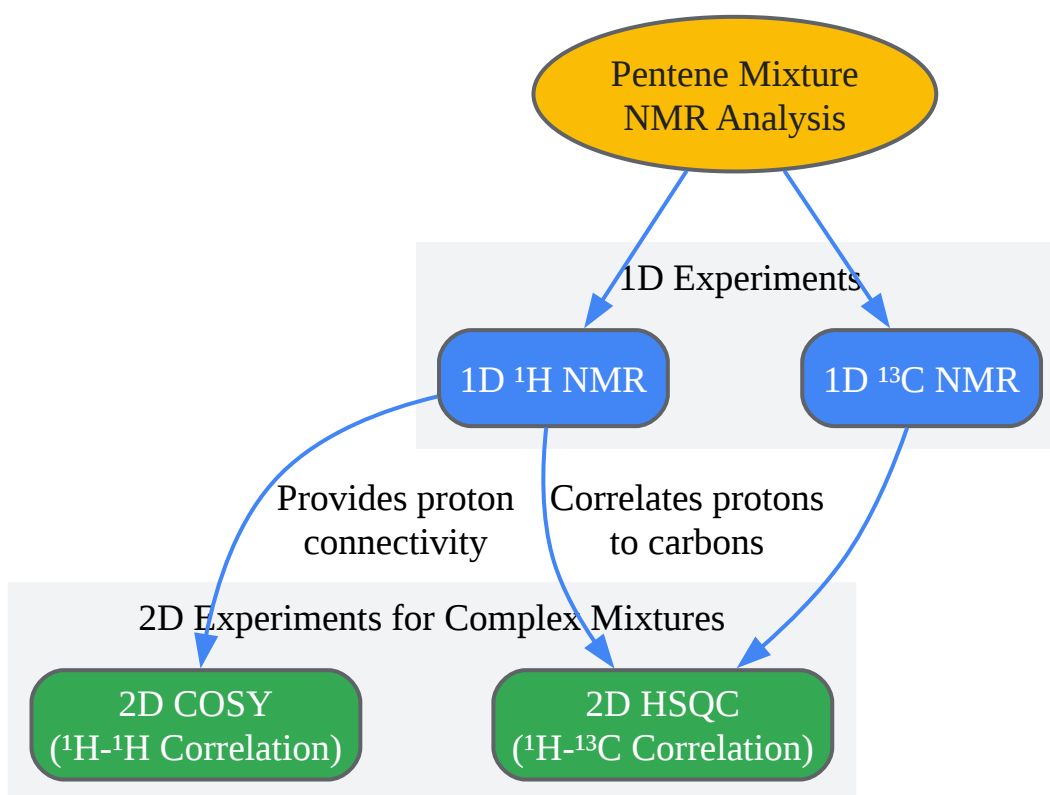 Pentene Mixture
NMR Analysis
1D Experiments
1D ¹H NMR
1D ¹³C NMR
Provides proton
connectivity
Correlates protons
to carbons
2D Experiments for Complex Mixtures
2D COSY
(¹H-¹H Correlation)
2D HSQC
(¹H-¹³C Correlation)